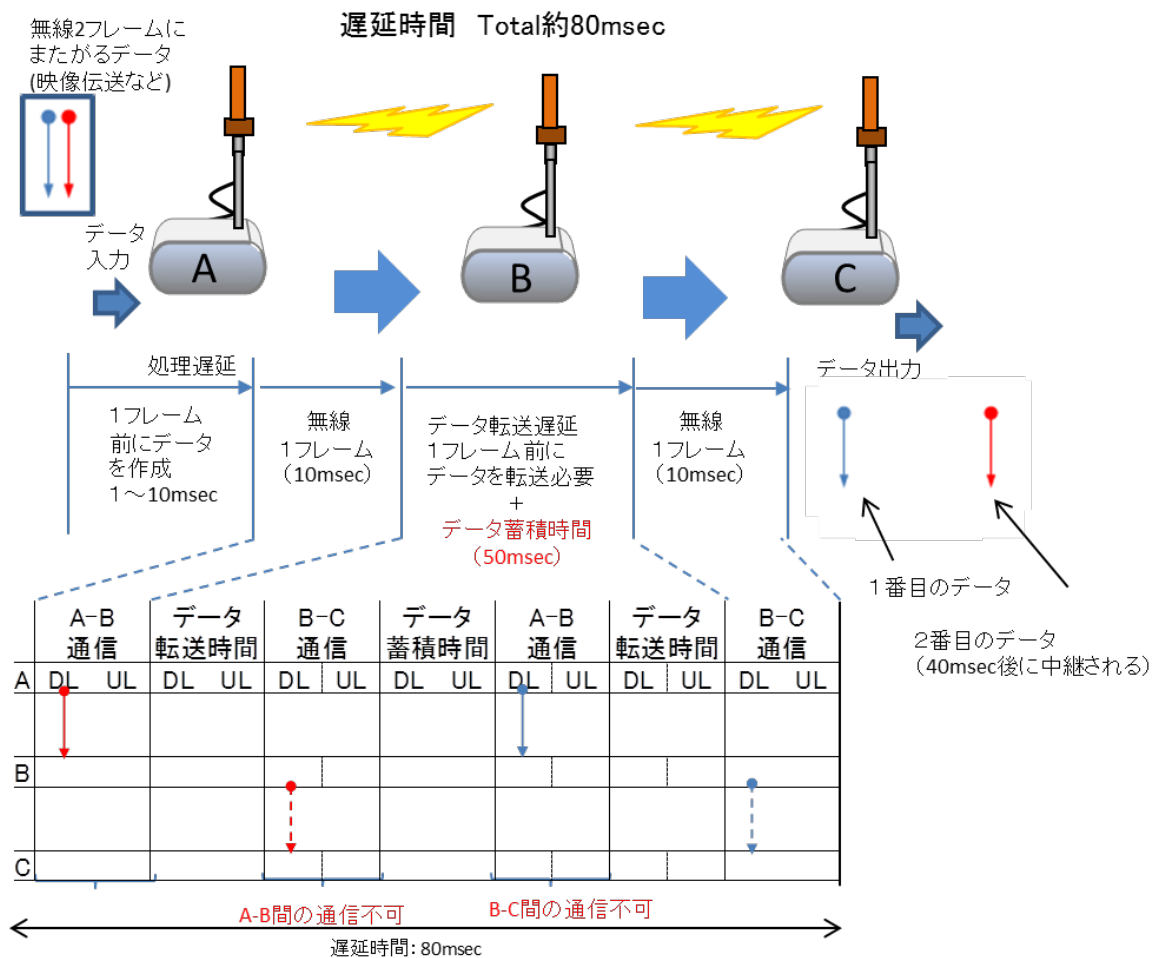 遅延時間 Total約80msec
無線2フレームに
またがるデータ
(映像伝送など)
データ
入力
A
B
C
データ出力
処理遅延
1フレーム
前にデータ
を作成
1～10msec
無線
1フレーム
(10msec)
データ転送遅延
1フレーム前に
データを転送必要
+
データ蓄積時間
(50msec)
無線
1フレーム
(10msec)
1番目のデータ
2番目のデータ
(40msec後に中継される)
A-B 通信
データ 転送時間
B-C 通信
データ 蓄積時間
A-B 通信
データ 転送時間
B-C 通信
A DL UL DL UL DL UL DL UL DL UL DL UL DL UL
B
C
A-B間の通信不可
B-C間の通信不可
遅延時間：80msec